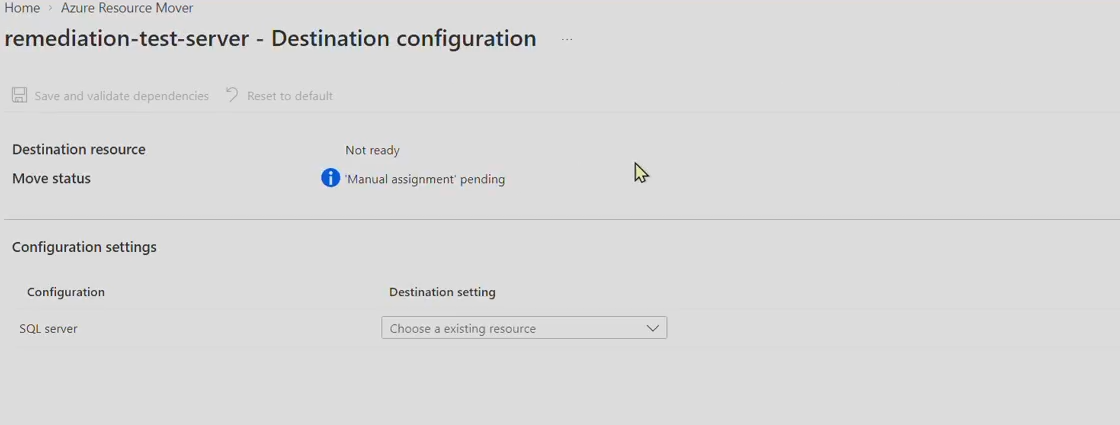 Home > Azure Resource Mover
remediation-test-server - Destination configuration ...
Save and validate dependencies Reset to default
Destination resource Not ready
Move status 'Manual assignment' pending
Configuration settings
Configuration Destination setting
SQL server Choose a existing resource